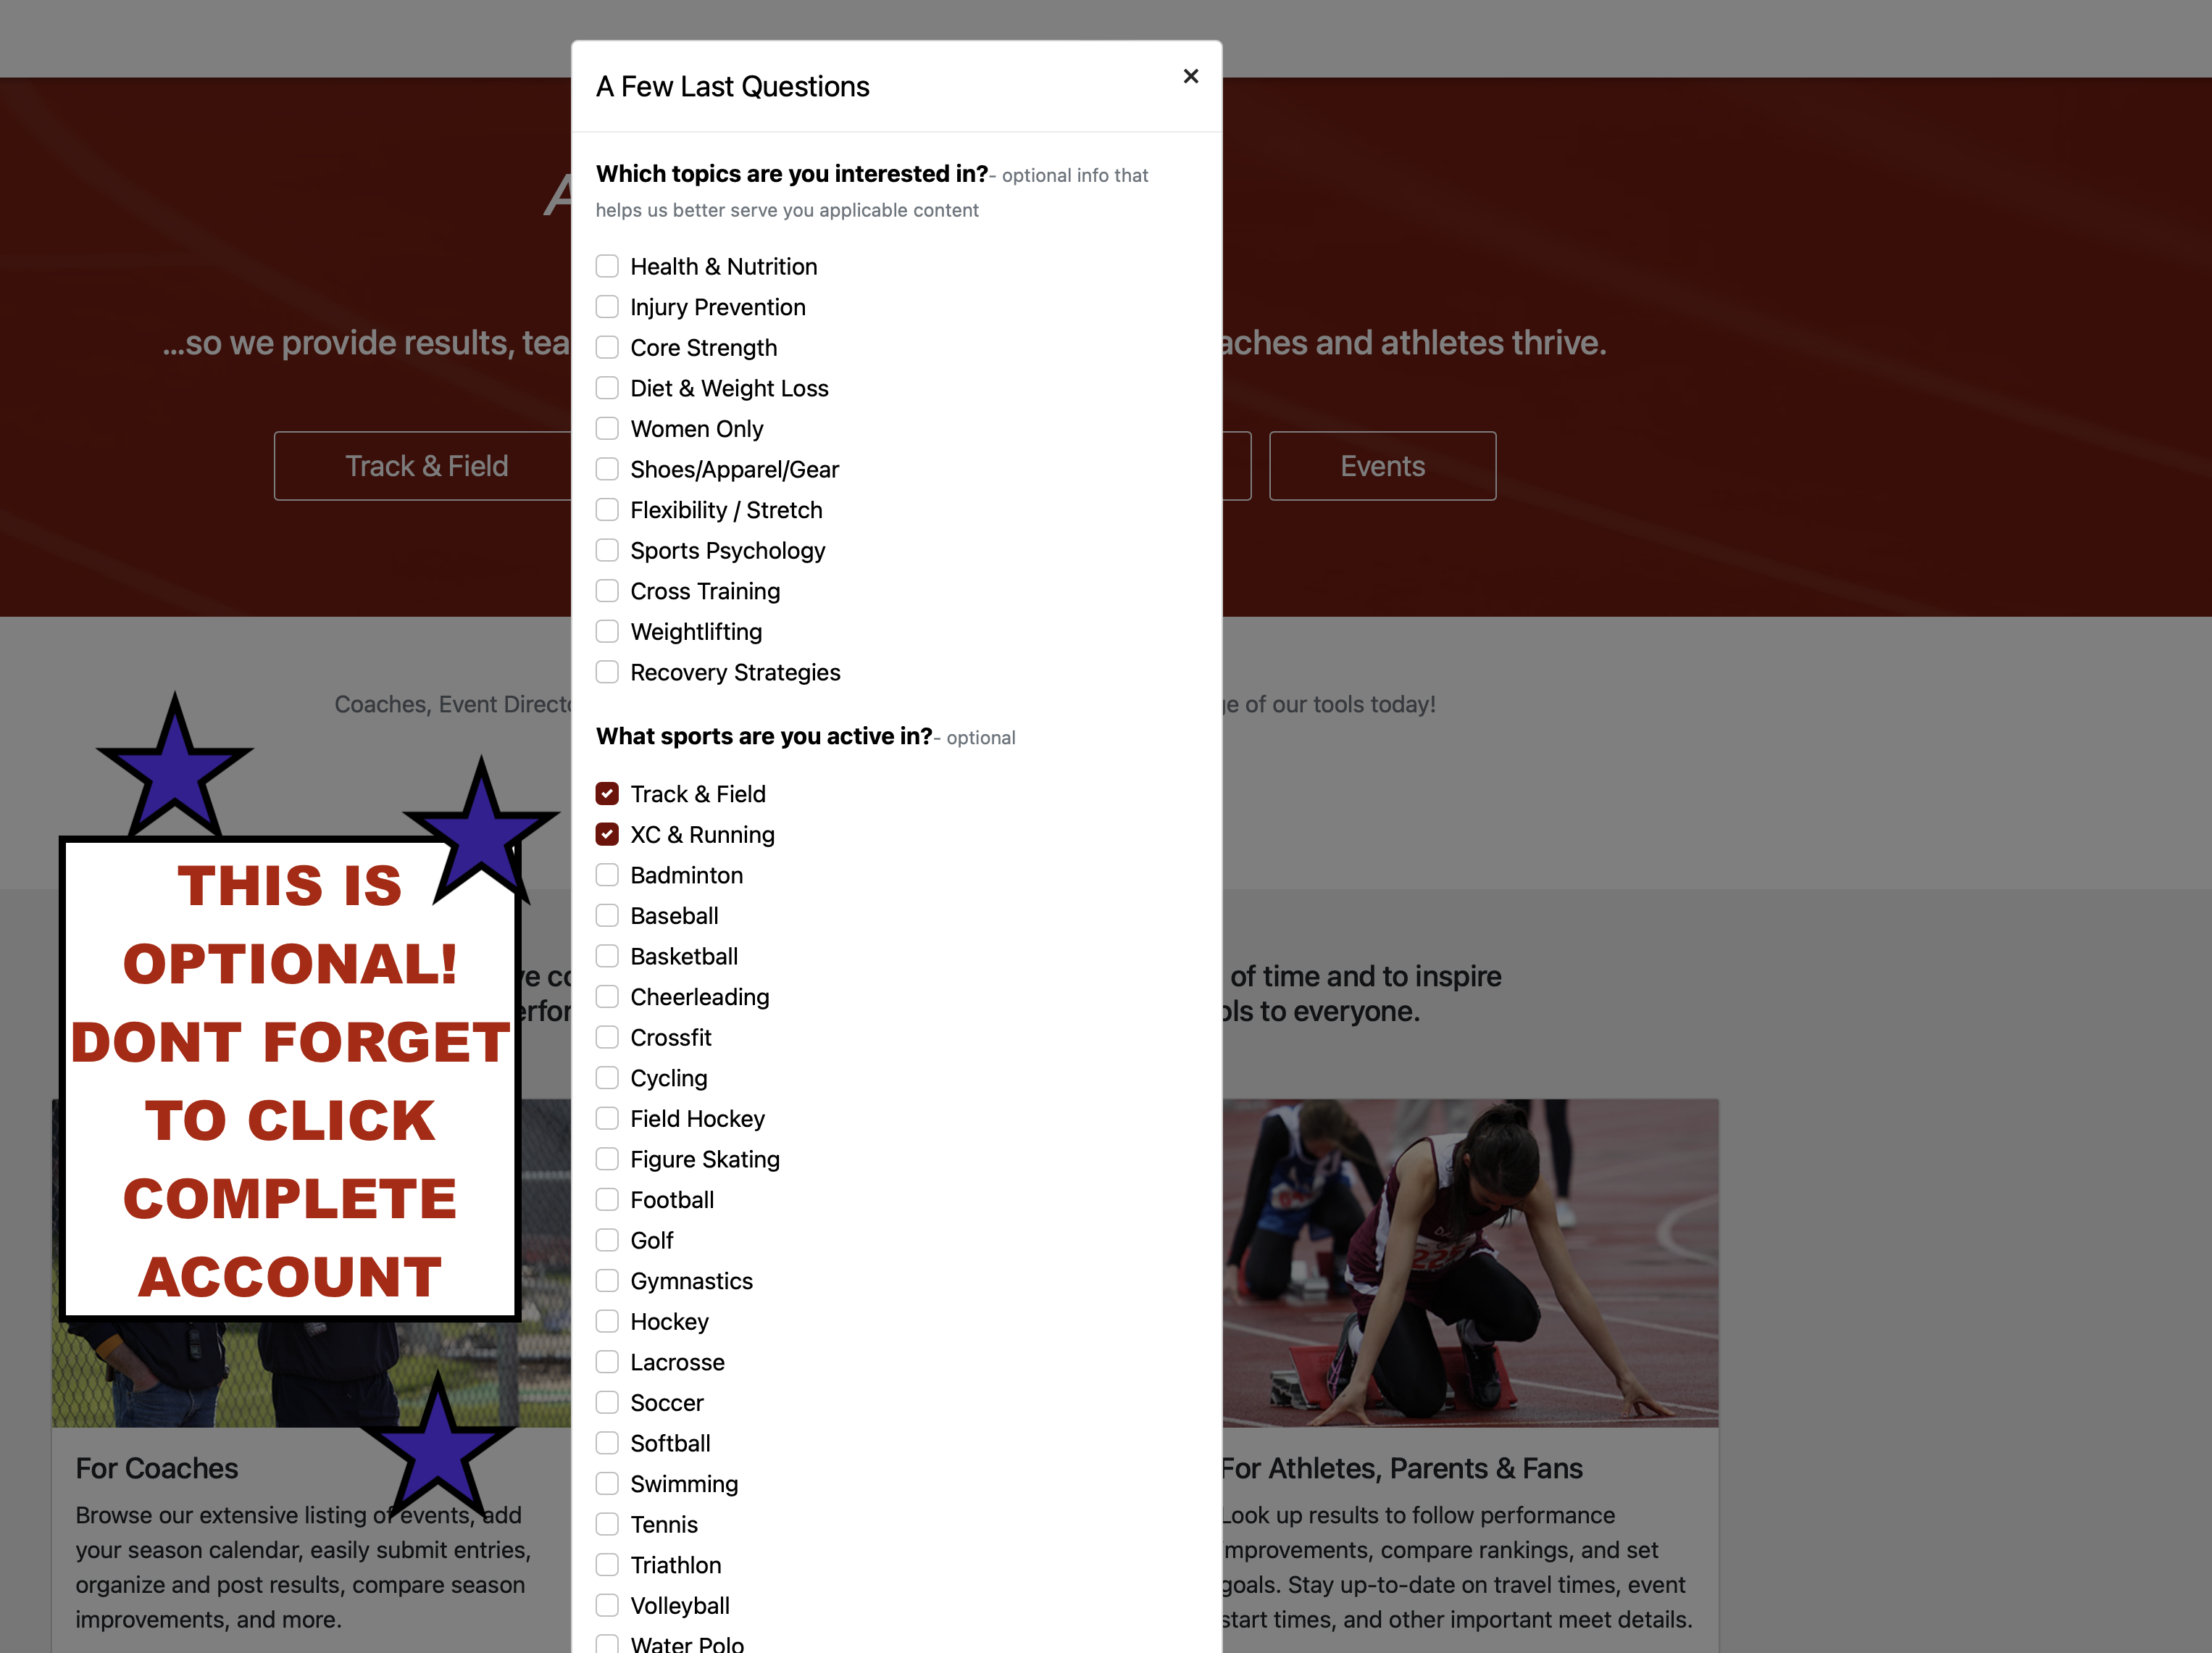 A Few Last Questions
Which topics are you interested in?- optional info that
helps us better serve you applicable content
Health & Nutrition
Injury Prevention
Core Strength
Diet & Weight Loss
Women Only
Shoes/Apparel/Gear
Flexibility / Stretch
Sports Psychology
Cross Training
Weightlifting
Recovery Strategies
What sports are you active in?- optional
Track & Field
XC & Running
Badminton
Baseball
Basketball
Cheerleading
Crossfit
Cycling
Field Hockey
Figure Skating
Football
Golf
Gymnastics
Hockey
Lacrosse
Soccer
Softball
Swimming
Tennis
Triathlon
Volleyball
Water Polo
...so we provide results, aches and athletes thrive.
Track & Field
Events
Coaches, Event of our tools today!
of time and to inspire
to everyone.
THIS IS
OPTIONAL!
DONT FORGET
TO CLICK
COMPLETE
ACCOUNT
For Coaches
Browse our extensive listing of events, add
your season calendar, easily submit entries,
organize and post results, compare season
improvements, and more.
For Athletes, Parents & Fans
Look up results to follow performance
improvements, compare rankings, and set
goals. Stay up-to-date on travel times, event
start times, and other important meet details.